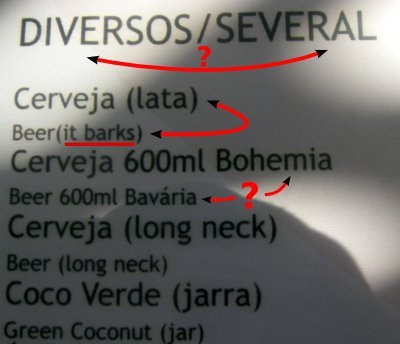 DIVERSOS/SEVERAL
?
Cerveja (lata)
Beer(it barks)
Cerveja 600ml Bohemia
Beer 600ml Bavária
?
Cerveja (long neck)
Beer (long neck)
Coco Verde (jarra)
Green Coconut (jar)